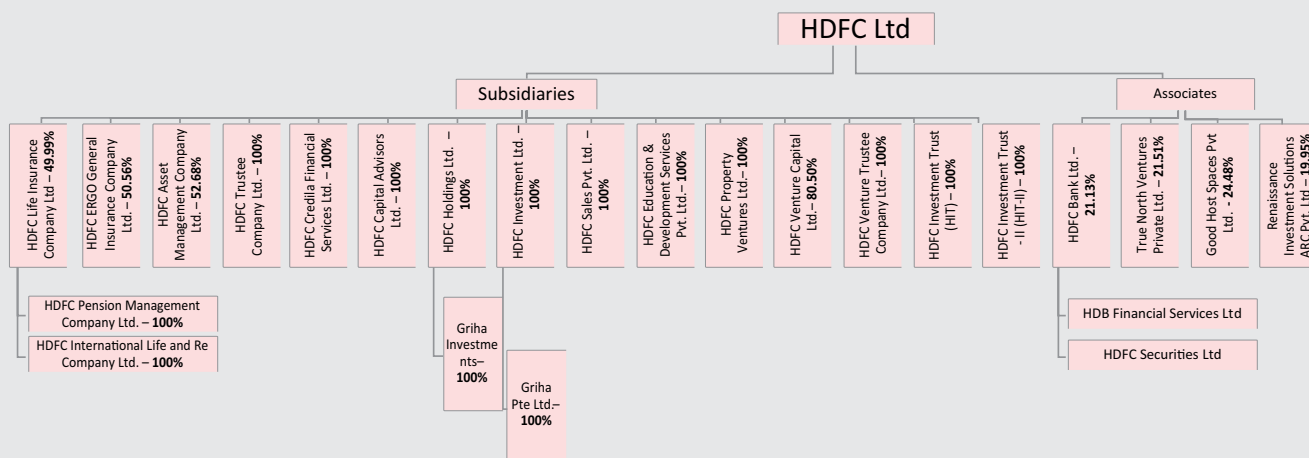 HDFC Ltd
Subsidiaries
Associates
HDFC Life Insurance
Company Ltd – 49.99%
HDFC ERGO General
Insurance Company
Ltd. – 50.56%
HDFC Asset
Management Company
Ltd. – 52.68%
HDFC Trustee
Company Ltd. – 100%
HDFC Credila Financial
Services Ltd. – 100%
HDFC Capital Advisors
Ltd. – 100%
HDFC Holdings Ltd. –
100%
HDFC Investment Ltd. –
100%
HDFC Sales Pvt. Ltd. –
100%
HDFC Education &
Development Services
Pvt. Ltd.– 100%
HDFC Property
Ventures Ltd.– 100%
HDFC Venture Capital
Ltd.– 80.50%
HDFC Venture Trustee
Company Ltd.– 100%
HDFC Investment Trust
(HIT) – 100%
HDFC Investment Trust
- II (HIT-II) – 100%
HDFC Bank Ltd. –
21.13%
True North Ventures
Private Ltd. – 21.51%
Good Host Spaces Pvt
Ltd. - 24.48%
Renaissance
Investment Solutions
ARC Pvt. Ltd – 19.95%
HDFC Pension Management
Company Ltd. – 100%
HDFC International Life and Re
Company Ltd. – 100%
Griha
Investme
nts–
100%
Griha
Pte Ltd.–
100%
HDB Financial Services Ltd
HDFC Securities Ltd